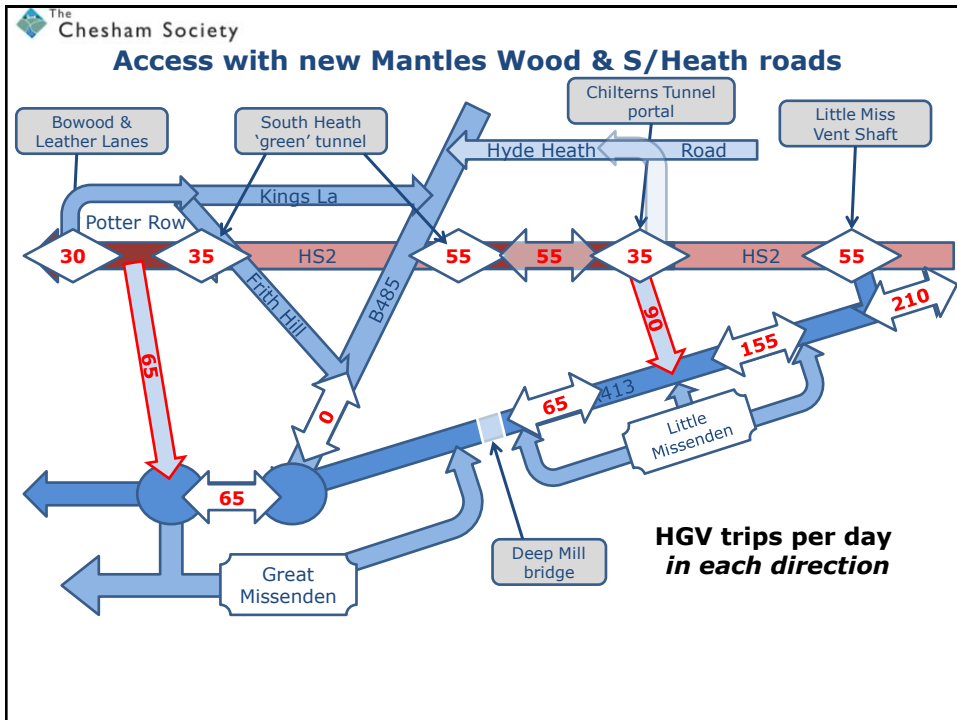 The
Chesham Society
Access with new Mantles Wood & S/Heath roads
Bowood &
Leather Lanes
South Heath
‘green’ tunnel
Chilterns Tunnel
portal
Little Miss
Vent Shaft
Hyde Heath
Road
Kings La
Potter Row
30
35
HS2
55
55
35
HS2
55
Frith Hill
B485
210
65
90
155
0
65
A413
Little
Missenden
65
Great
Missenden
Deep Mill
bridge
HGV trips per day
in each direction